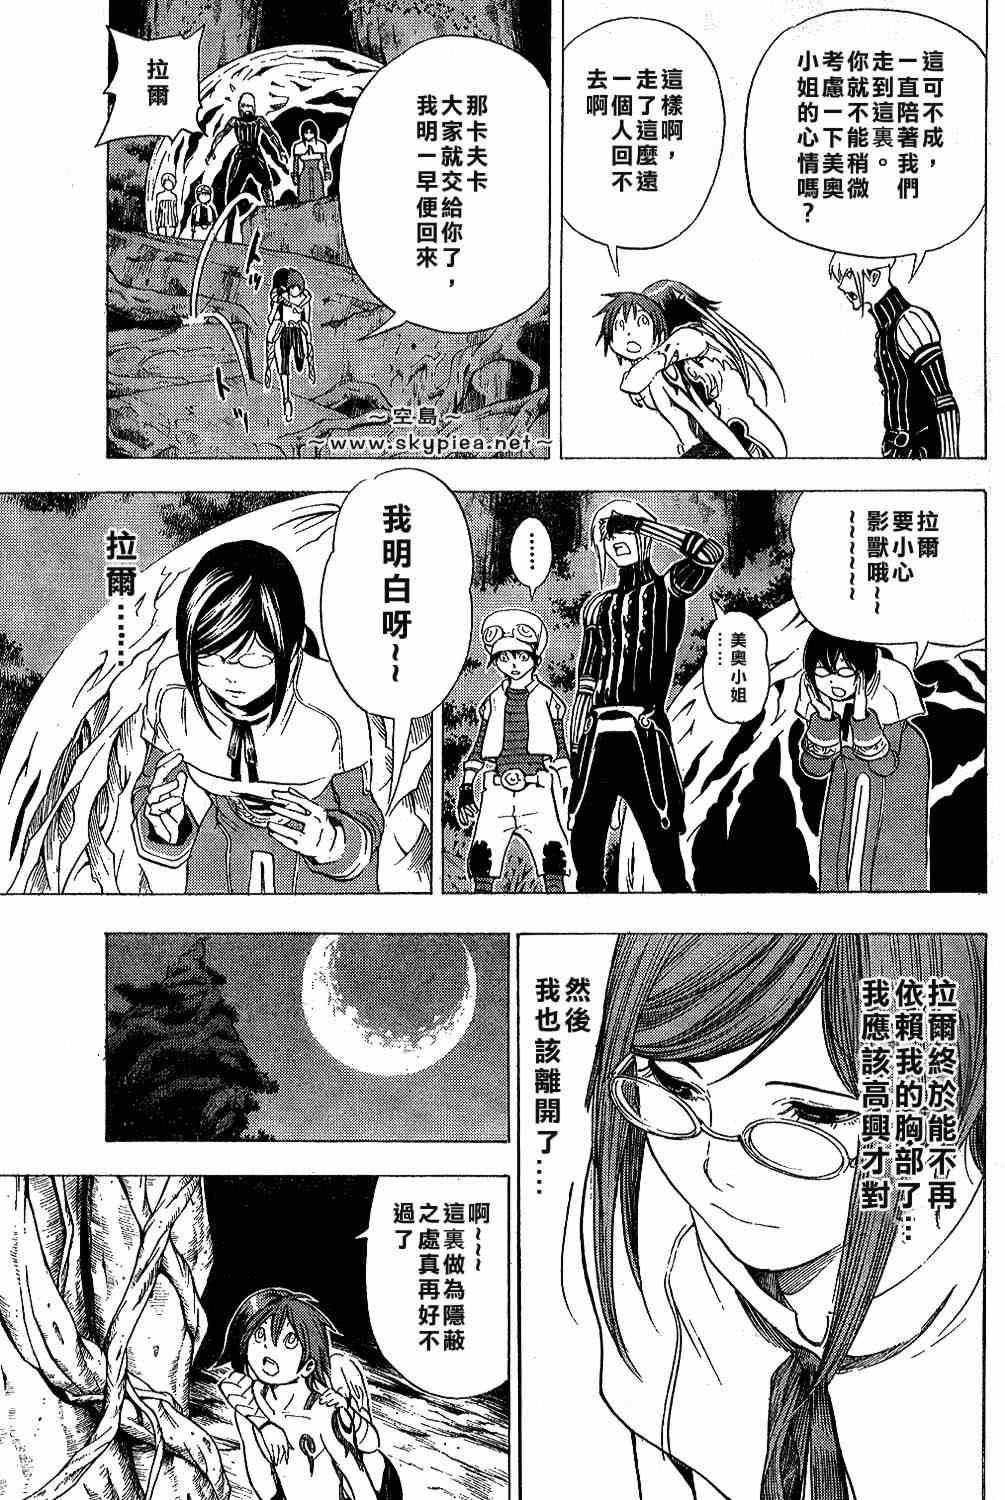 這可不成，
一直陪著我們
走到這裏。
你就不能稍微
考慮一下美奧
小姐的心情嗎？
這樣啊，
走了這麼遠
一個人回不
去啊
那卡夫卡
大家就交給你了，
我明一早便回來
拉爾
～空島～
～www.skypiea.net～
拉爾
要小心
影獸哦～
～～～～～
美奧小姐
……
……
我明白呀～～
拉爾……
拉爾終於能不再
依賴我的胸部了…
我應該高興才對
然後
我也該離開了…
啊～～～
這裏做為隱蔽
之處真再好不
過了